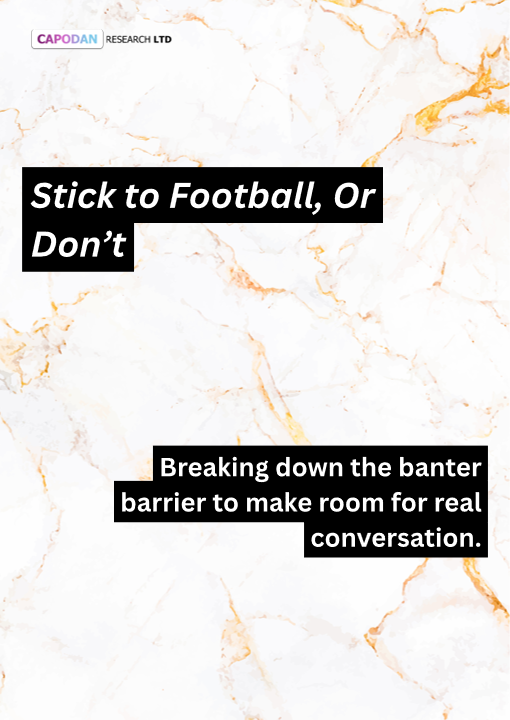 CAPODAN RESEARCH LTD
Stick to Football, Or
Don’t
Breaking down the banter
barrier to make room for real
conversation.